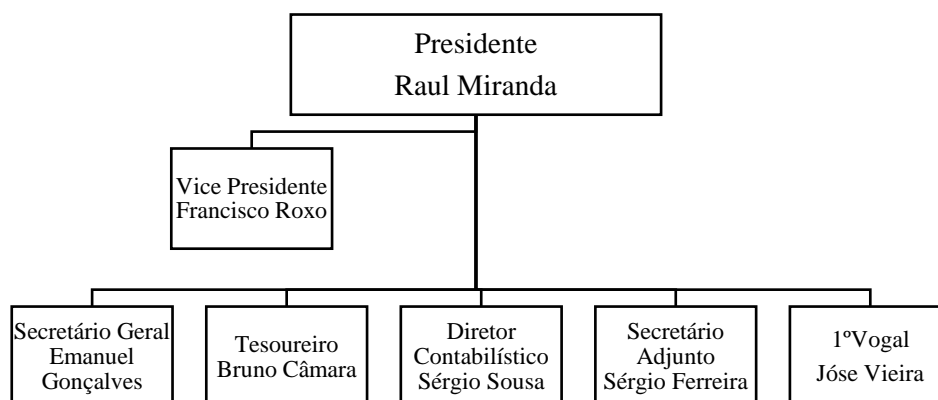 Presidente
Raul Miranda
Vice Presidente
Francisco Roxo
Secretário Geral
Emanuel
Gonçalves
Tesoureiro
Bruno Câmara
Diretor
Contabilístico
Sérgio Sousa
Secretário
Adjunto
Sérgio Ferreira
1ºVogal
Jóse Vieira